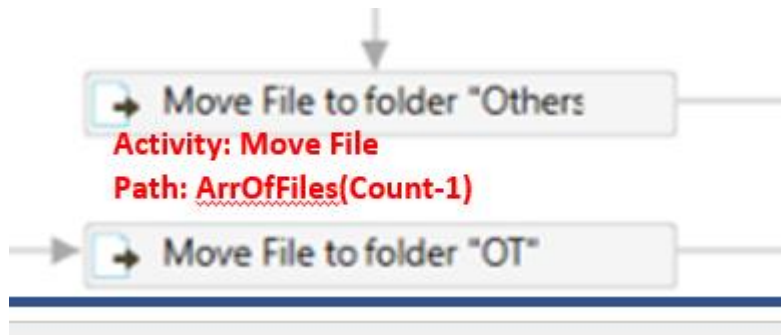 Move File to folder "Others
Activity: Move File
Path: ArrOfFiles(Count-1)
Move File to folder "OT"